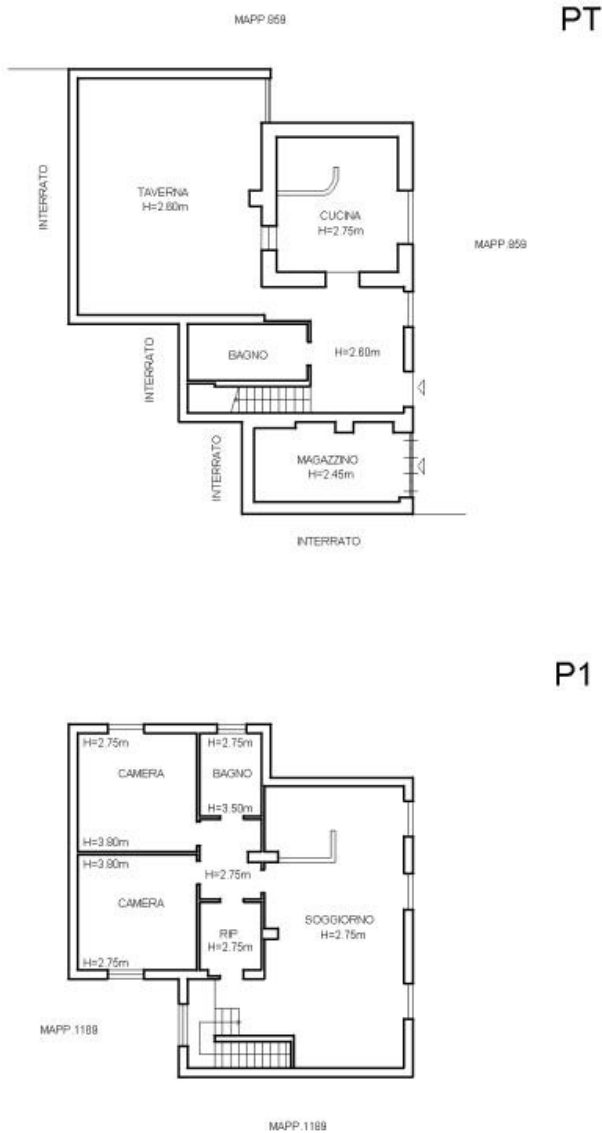 MAPP.959
PT
INTERRATO
TAVERNA
H=2.60m
CUCINA
H=2.75m
MAPP.959
INTERRATO
BAGNO
H=2.60m
INTERRATO
MAGAZZINO
H=2.45m
INTERRATO
P1
H=2.75m
H=2.75m
CAMERA
BAGNO
H=3.80m
H=3.50m
H=3.80m
H=2.75m
CAMERA
SOGGIORNO
H=2.75m
RIP.
H=2.75m
H=2.75m
MAPP.1189
MAPP.1189